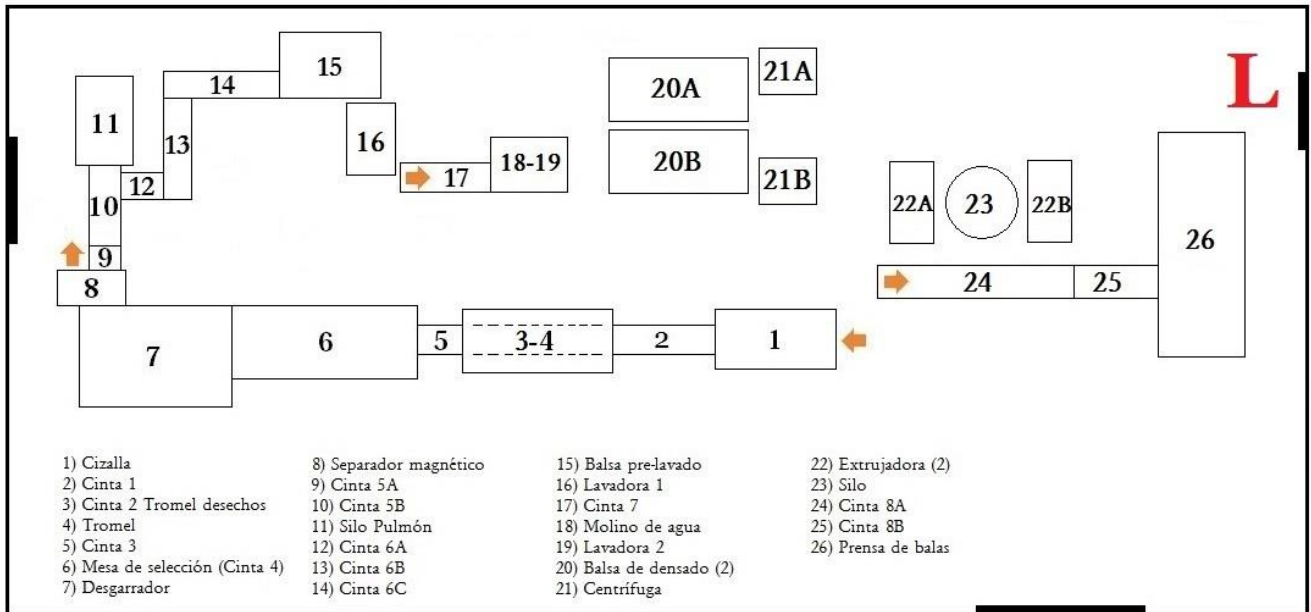 L
15
14
11
13
12
10
9
8
16
17
18-19
20A
20B
21A
21B
22A
23
22B
24
25
26
7
6
5
3-4
2
1
1) Cizalla
2) Cinta 1
3) Cinta 2 Tromel desechos
4) Tromel
5) Cinta 3
6) Mesa de selección (Cinta 4)
7) Desgarrador
8) Separador magnético
9) Cinta 5A
10) Cinta 5B
11) Silo Pulmón
12) Cinta 6A
13) Cinta 6B
14) Cinta 6C
15) Balsa pre-lavado
16) Lavadora 1
17) Cinta 7
18) Molino de agua
19) Lavadora 2
20) Balsa de densado (2)
21) Centrífuga
22) Extrujadora (2)
23) Silo
24) Cinta 8A
25) Cinta 8B
26) Prensa de balas